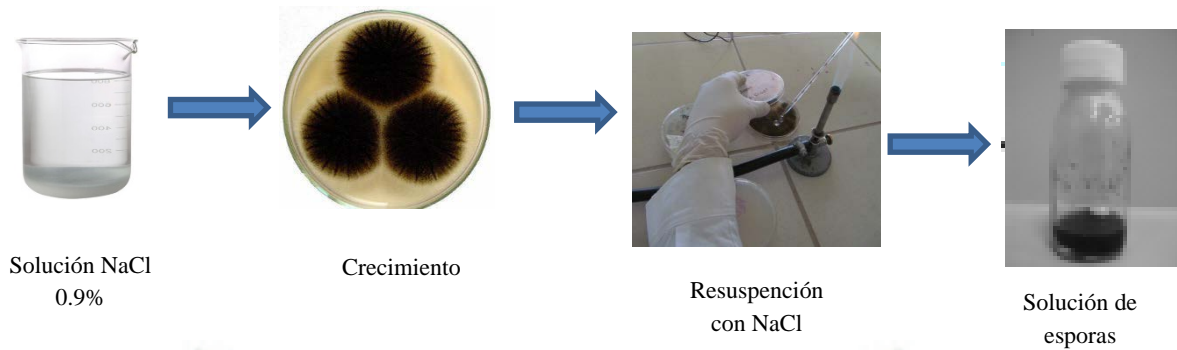 Solución NaCl
0.9%
Crecimiento
Resuspención
con NaCl
Solución de
esporas